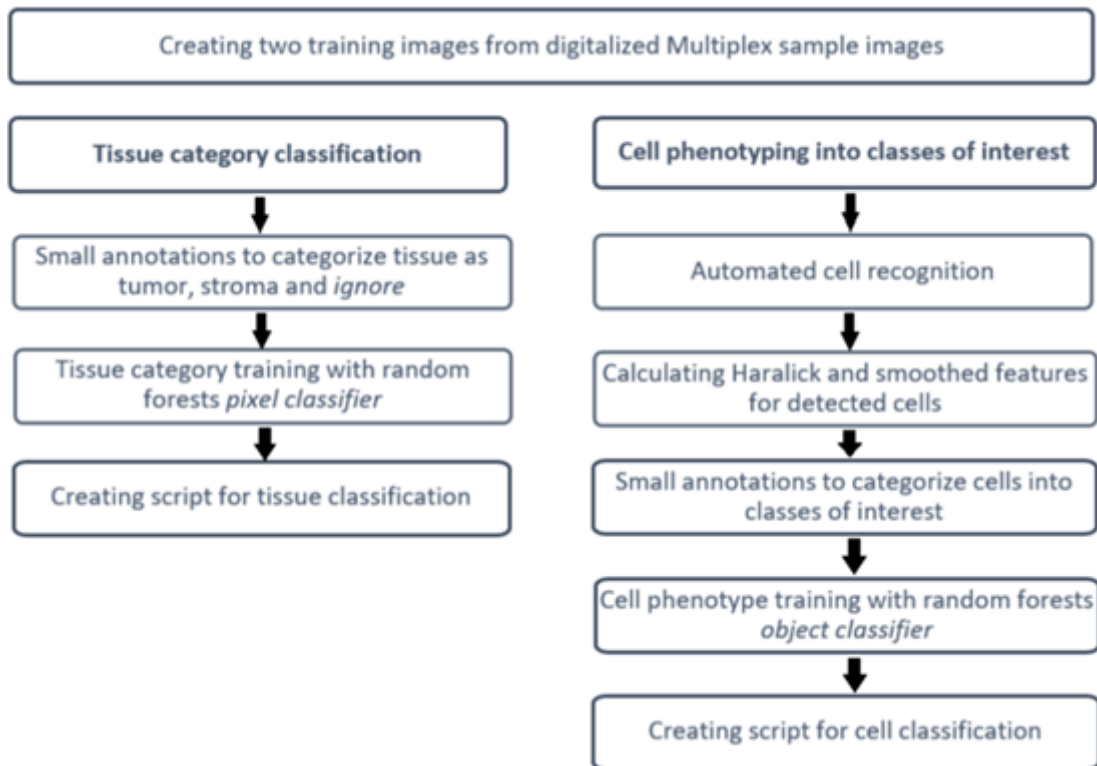 Creating two training images from digitalized Multiplex sample images
Tissue category classification
Small annotations to categorize tissue as
tumor, stroma and ignore
Tissue category training with random
forests pixel classifier
Creating script for tissue classification
Cell phenotyping into classes of interest
Automated cell recognition
Calculating Haralick and smoothed features
for detected cells
Small annotations to categorize cells into
classes of interest
Cell phenotype training with random forests
object classifier
Creating script for cell classification